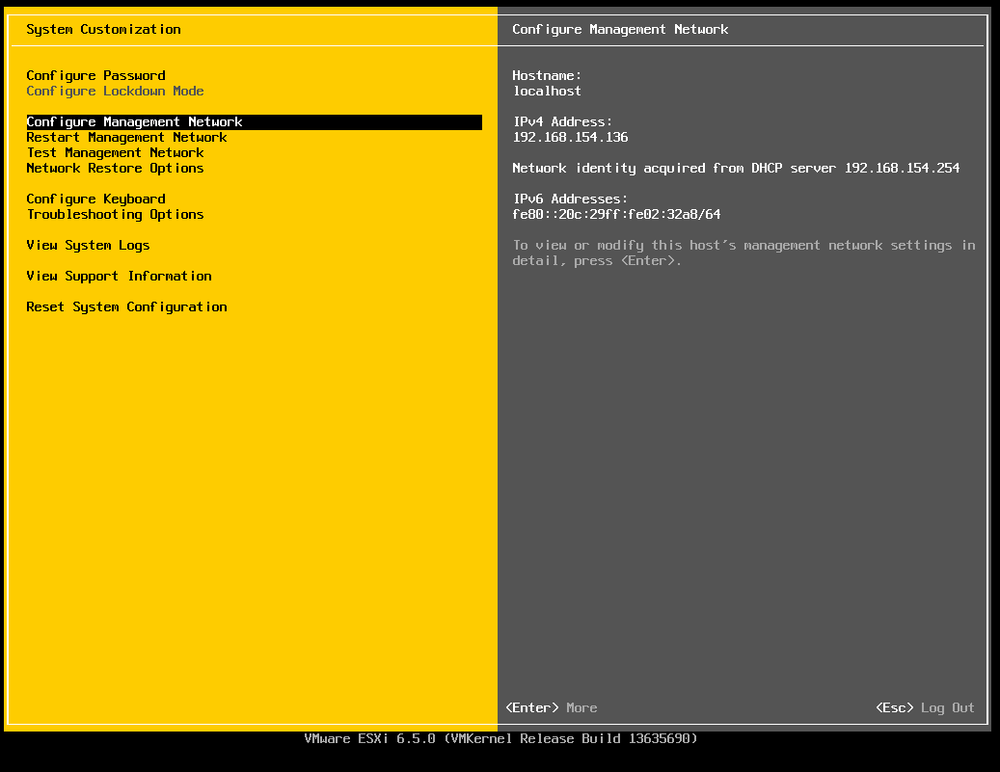 System Customization
Configure Password
Configure Lockdown Mode
Configure Management Network
Restart Management Network
Test Management Network
Network Restore Options
Configure Keyboard
Troubleshooting Options
View System Logs
View Support Information
Reset System Configuration
Configure Management Network
Hostname:
localhost
IPv4 Address:
192.168.154.136
Network identity acquired from DHCP server 192.168.154.254
IPv6 Addresses:
fe80::20c:29ff:fe02:32a8/64
To view or modify this host's management network settings in
detail, press <Enter>.
<Enter> More
<Esc> Log Out
VMware ESXi 6.5.0 (VMKernel Release Build 13635690)